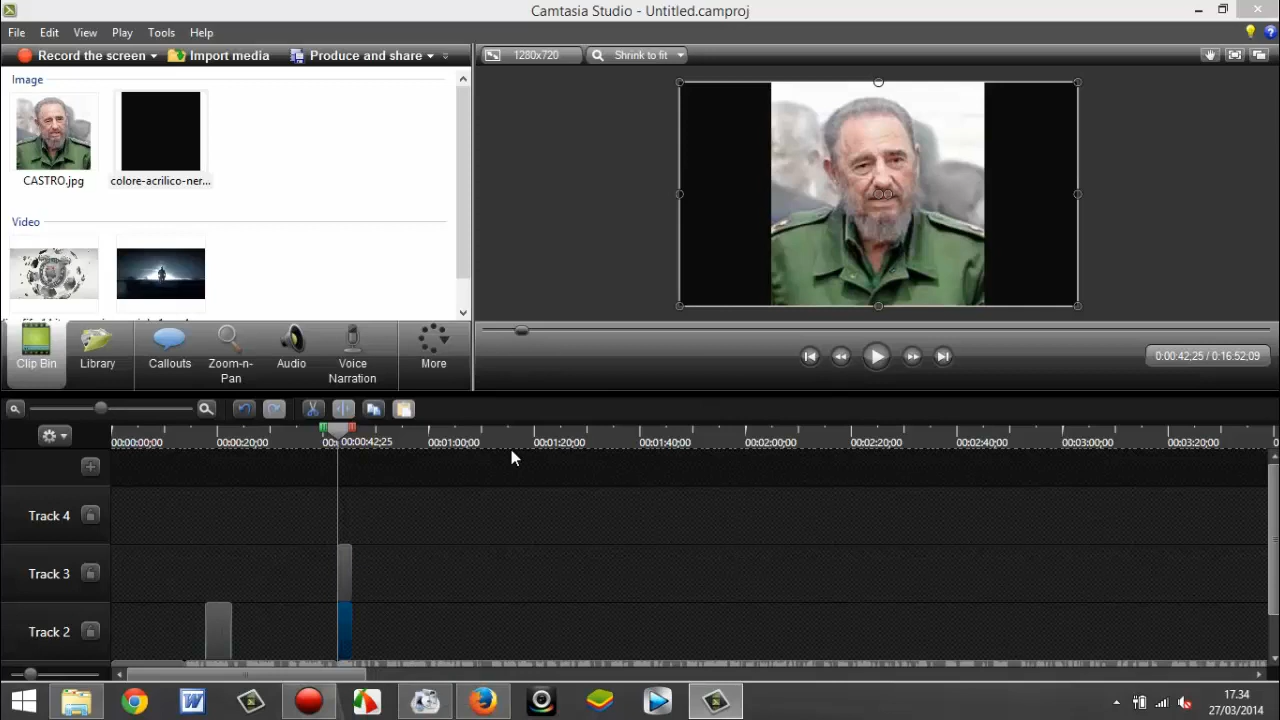 Camtasia Studio - Untitled.camproj
File Edit View Play Tools Help
Record the screen Import media Produce and share
1280x720 Shrink to fit
Image
CASTRO.jpg colore-acrilico-ner...
Video
Clip Bin Library Callouts Zoom-n-Pan Audio Voice Narration More
0:00:42;25 / 0:16:52;09
00:00:00;00 00:00:20;00 00:00:42;25 00:01:00;00 00:01:20;00 00:01:40;00 00:02:00;00 00:02:20;00 00:02:40;00 00:03:00;00 00:03:20;00
Track 4
Track 3
Track 2
17.34
27/03/2014